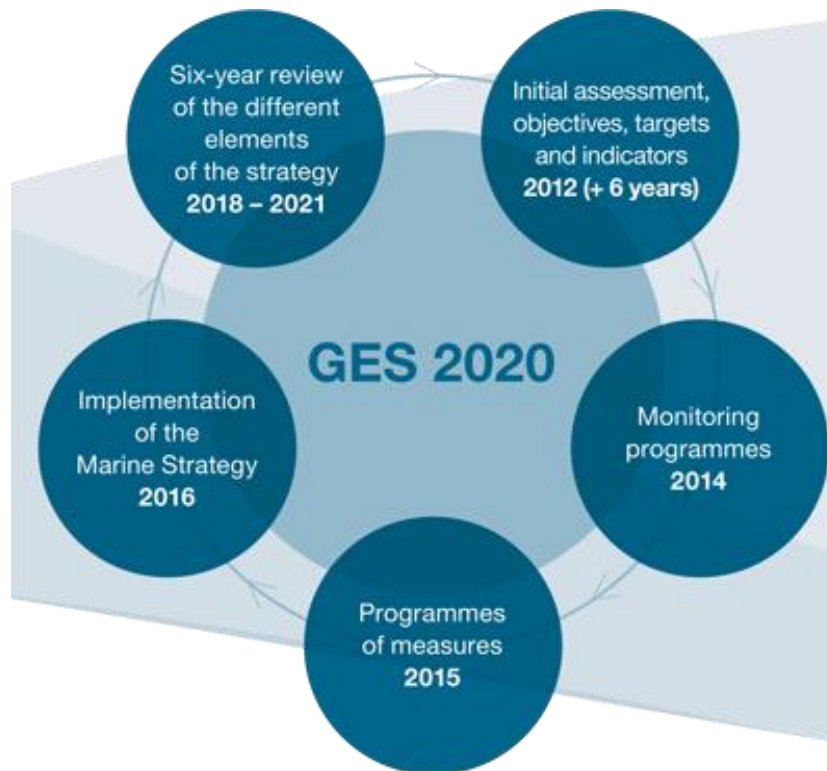 Six-year review
of the different
elements
of the strategy
2018 – 2021
Initial assessment,
objectives, targets
and indicators
2012 (+ 6 years)
GES 2020
Implementation
of the
Marine Strategy
2016
Monitoring
programmes
2014
Programmes
of measures
2015